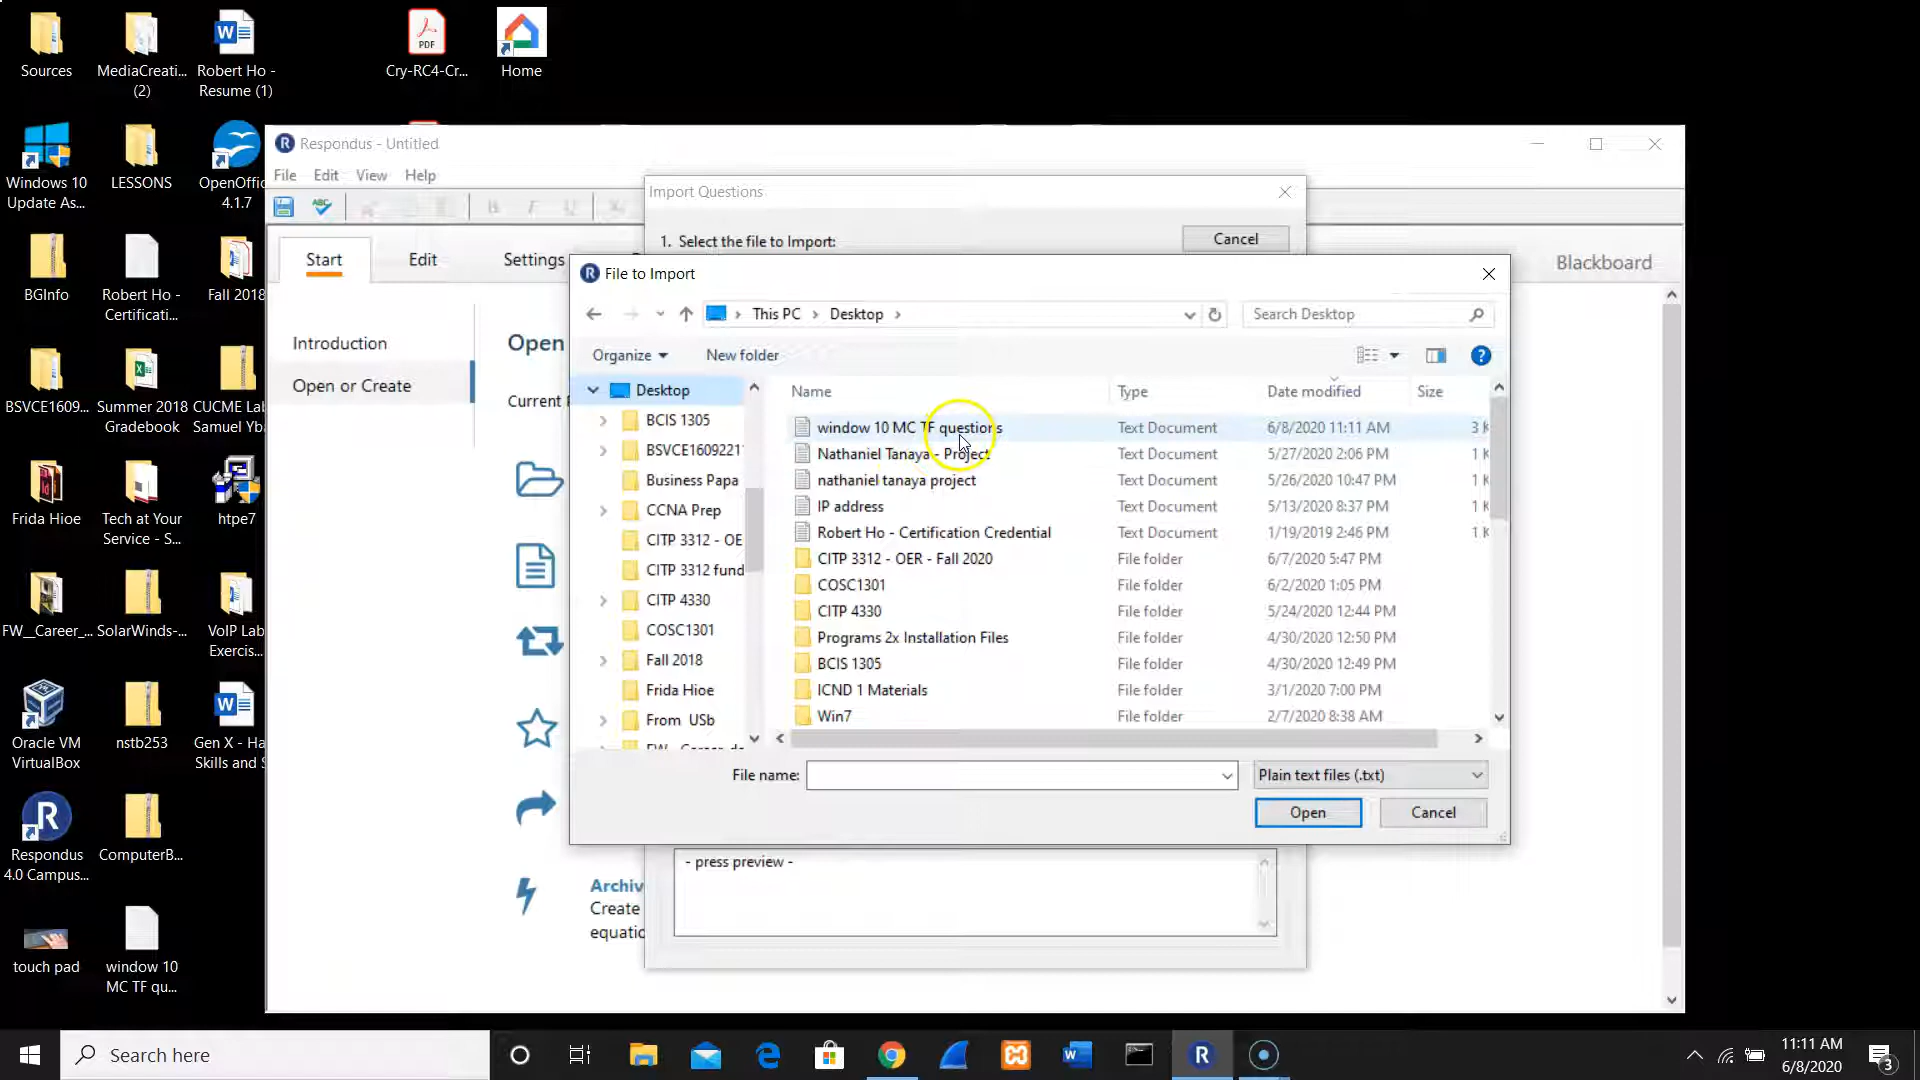 Sources
MediaCreati...
(2)
Robert Ho -
Resume (1)
PDF
Cry-RC4-Cr...
Home
Windows 10
Update As...
LESSONS
OpenOffic
4.1.7
BGInfo
Robert Ho -
Certificati...
Fall 2018
BSVCE1609...
Summer 2018
Gradebook
CUCME Lab
Samuel Yba
Frida Hioe
Tech at Your
Service - S...
htpe7
FW__Career_...
SolarWinds-...
VoIP Lab
Exercis...
Oracle VM
VirtualBox
nstb253
Gen X - Ha
Skills and S
Respondus
4.0 Campus...
ComputerB...
touch pad
window 10
MC TF qu...
Respondus - Untitled
File Edit View Help
ABC
Start
Edit
Settings
Blackboard
Introduction
Open or Create
Open
Current
Archiv
Create
equatio
Import Questions
1. Select the file to Import:
Cancel
- press preview -
File to Import
This PC > Desktop >
Search Desktop
Organize
New folder
Desktop
BCIS 1305
BSVCE1609221
Business Papa
CCNA Prep
CITP 3312 - OE
CITP 3312 fund
CITP 4330
COSC1301
Fall 2018
Frida Hioe
From USb
Name Type Date modified Size
window 10 MC TF questions Text Document 6/8/2020 11:11 AM 3 K
Nathaniel Tanaya - Project Text Document 5/27/2020 2:06 PM 1 K
nathaniel tanaya project Text Document 5/26/2020 10:47 PM 1 K
IP address Text Document 5/13/2020 8:37 PM 1 K
Robert Ho - Certification Credential Text Document 1/19/2019 2:46 PM 1 K
CITP 3312 - OER - Fall 2020 File folder 6/7/2020 5:47 PM
COSC1301 File folder 6/2/2020 1:05 PM
CITP 4330 File folder 5/24/2020 12:44 PM
Programs 2x Installation Files File folder 4/30/2020 12:50 PM
BCIS 1305 File folder 4/30/2020 12:49 PM
ICND 1 Materials File folder 3/1/2020 7:00 PM
Win7 File folder 2/7/2020 8:38 AM
File name:
Plain text files (.txt)
Open
Cancel
Search here
11:11 AM
6/8/2020
3